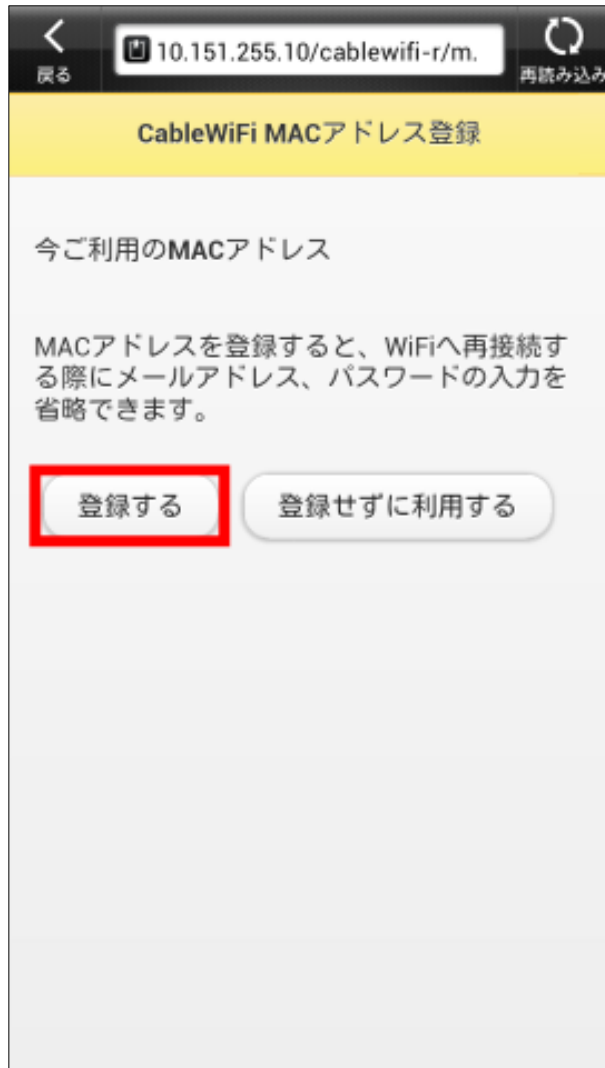 戻る
10.151.255.10/cablewifi-r/m.
再読み込み
CableWiFi MACアドレス登録
今ご利用のMACアドレス
MACアドレスを登録すると、WiFiへ再接続す
る際にメールアドレス、パスワードの入力を
省略できます。
登録する
登録せずに利用する